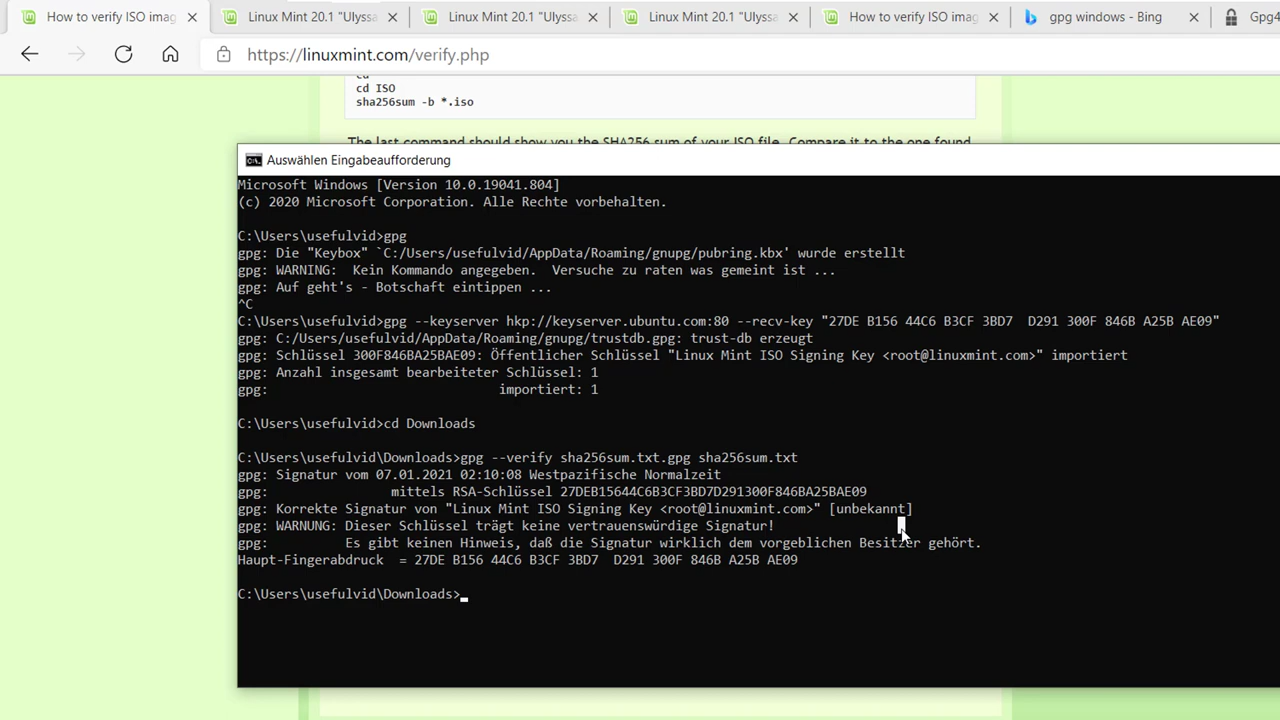 How to verify ISO imag
Linux Mint 20.1 "Ulyssa
Linux Mint 20.1 "Ulyssa
Linux Mint 20.1 "Ulyssa
How to verify ISO imag
gpg windows - Bing
Gpg4
https://linuxmint.com/verify.php
cd
cd ISO
sha256sum -b *.iso
The last command should show you the SHA256 sum of your ISO file. Compare it to the one found
Auswählen Eingabeaufforderung
Microsoft Windows [Version 10.0.19041.804]
(c) 2020 Microsoft Corporation. Alle Rechte vorbehalten.
C:\Users\usefulvid>gpg
gpg: Die "Keybox" `C:/Users/usefulvid/AppData/Roaming/gnupg/pubring.kbx' wurde erstellt
gpg: WARNING:  Kein Kommando angegeben.  Versuche zu raten was gemeint ist ...
gpg: Auf geht's - Botschaft eintippen ...
^C
C:\Users\usefulvid>gpg --keyserver hkp://keyserver.ubuntu.com:80 --recv-key "27DE B156 44C6 B3CF 3BD7  D291 300F 846B A25B AE09"
gpg: C:/Users/usefulvid/AppData/Roaming/gnupg/trustdb.gpg: trust-db erzeugt
gpg: Schlüssel 300F846BA25BAE09: Öffentlicher Schlüssel "Linux Mint ISO Signing Key <root@linuxmint.com>" importiert
gpg: Anzahl insgesamt bearbeiteter Schlüssel: 1
gpg:                              importiert: 1
C:\Users\usefulvid>cd Downloads
C:\Users\usefulvid\Downloads>gpg --verify sha256sum.txt.gpg sha256sum.txt
gpg: Signatur vom 07.01.2021 02:10:08 Westpazifische Normalzeit
gpg:                mittels RSA-Schlüssel 27DEB15644C6B3CF3BD7D291300F846BA25BAE09
gpg: Korrekte Signatur von "Linux Mint ISO Signing Key <root@linuxmint.com>" [unbekannt]
gpg: WARNUNG: Dieser Schlüssel trägt keine vertrauenswürdige Signatur!
gpg:          Es gibt keinen Hinweis, daß die Signatur wirklich dem vorgeblichen Besitzer gehört.
Haupt-Fingerabdruck  = 27DE B156 44C6 B3CF 3BD7  D291 300F 846B A25B AE09
C:\Users\usefulvid\Downloads>